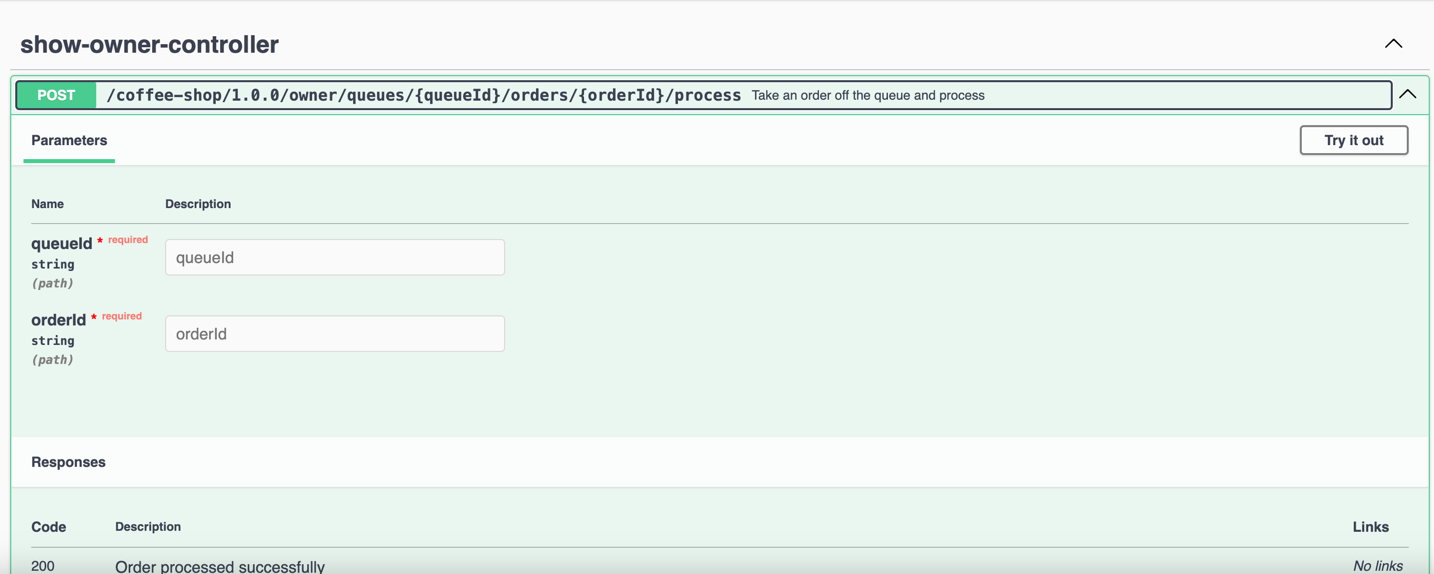 show-owner-controller
POST /coffee-shop/1.0.0/owner/queues/{queueId}/orders/{orderId}/process Take an order off the queue and process
Parameters Try it out
Name Description
queueId * required
string
(path)
queueId
orderId * required
string
(path)
orderId
Responses
Code Description Links
200 Order processed successfully No links